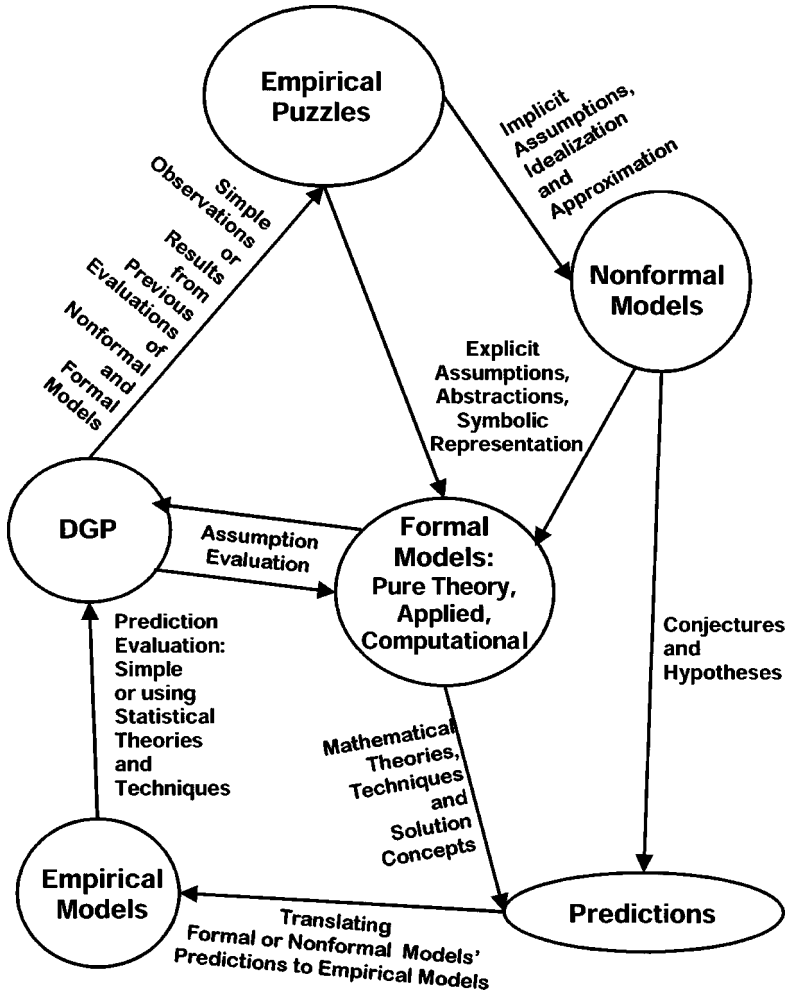 Empirical
Puzzles
Implicit
Assumptions,
Idealization
and
Approximation
Simple
Observations
or
Results
from
Previous
Evaluations
of
Nonformal
and
Formal
Models
Nonformal
Models
Explicit
Assumptions,
Abstractions,
Symbolic
Representation
DGP
Assumption
Evaluation
Formal
Models:
Pure Theory,
Applied,
Computational
Prediction
Evaluation:
Simple
or using
Statistical
Theories
and
Techniques
Conjectures
and
Hypotheses
Mathematical
Theories,
Techniques
and
Solution
Concepts
Empirical
Models
Translating
Formal or Nonformal Models'
Predictions to Empirical Models
Predictions